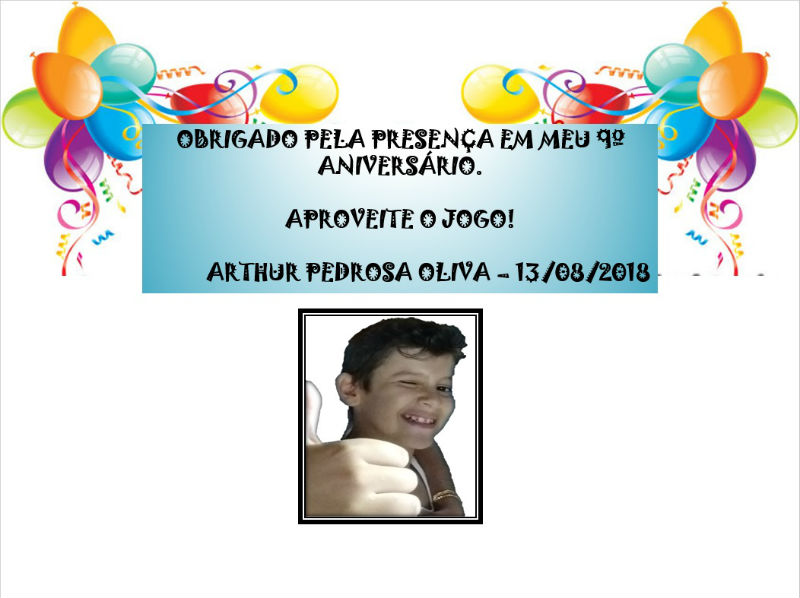 OBRIGADO PELA PRESENÇA EM MEU 9º
ANIVERSÁRIO.
APROVEITE O JOGO!
ARTHUR PEDROSA OLIVA – 13/08/2018